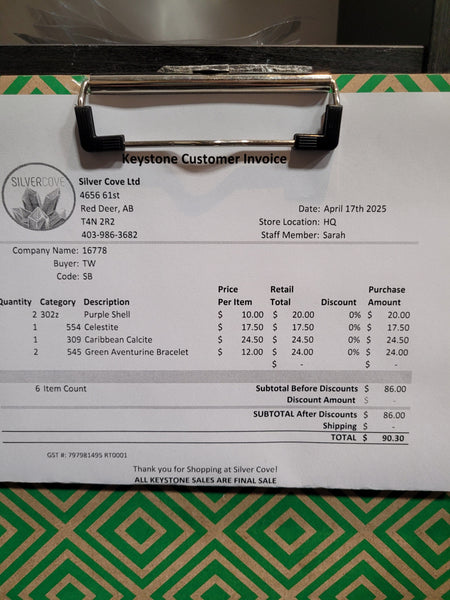 Keystone Customer Invoice
SILVERCOVE
Silver Cove Ltd
4656 61st
Red Deer, AB
T4N 2R2
403-986-3682
Date: April 17th 2025
Store Location: HQ
Staff Member: Sarah
Company Name: 16778
Buyer: TW
Code: SB
Quantity Category Description Price Per Item Retail Total Discount Purchase Amount
2 302z Purple Shell $ 10.00 $ 20.00 0% $ 20.00
1 554 Celestite $ 17.50 $ 17.50 0% $ 17.50
1 309 Caribbean Calcite $ 24.50 $ 24.50 0% $ 24.50
2 545 Green Aventurine Bracelet $ 12.00 $ 24.00 0% $ 24.00
$ - $ -
6 Item Count Subtotal Before Discounts $ 86.00
Discount Amount $ -
SUBTOTAL After Discounts $ 86.00
Shipping $ -
TOTAL $ 90.30
GST #: 797981495 RT0001
Thank you for Shopping at Silver Cove!
ALL KEYSTONE SALES ARE FINAL SALE